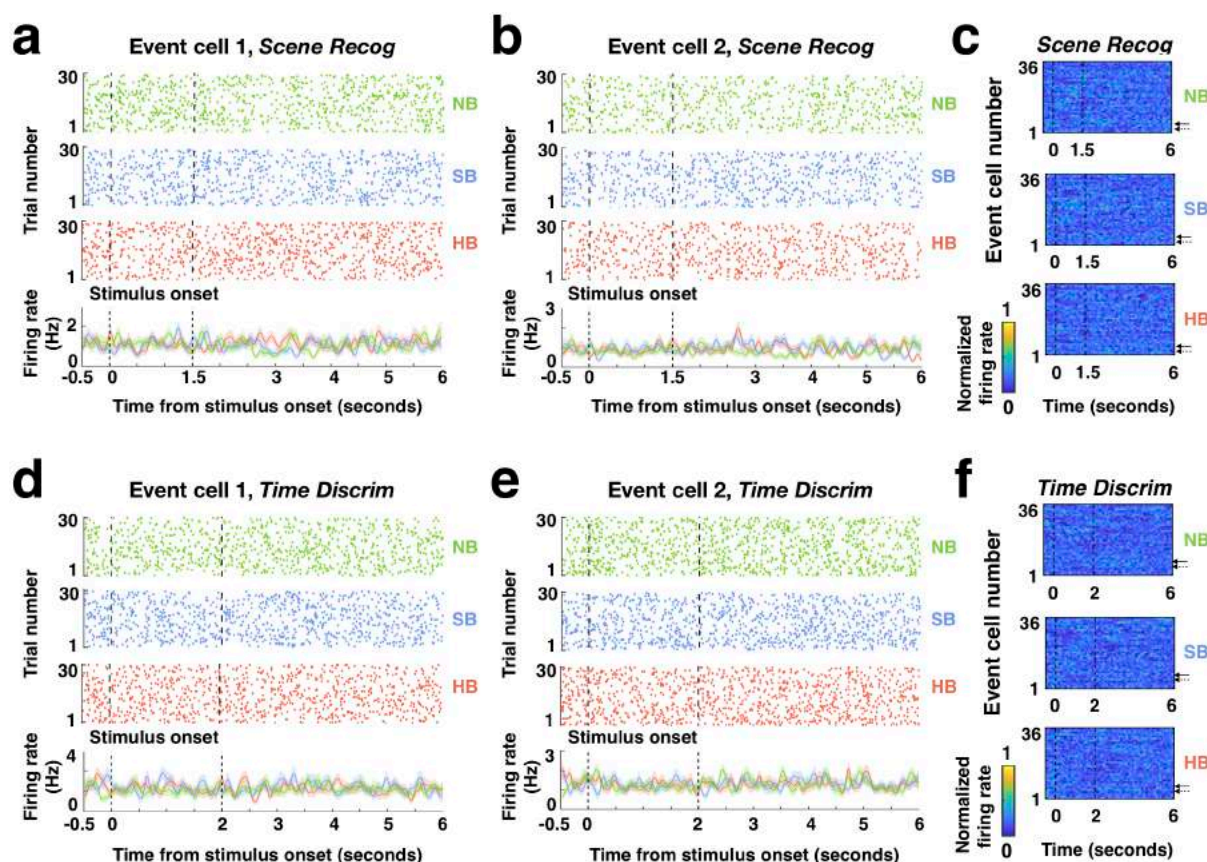 a
Event cell 1, Scene Recog
Trial number
30
1
NB
30
1
SB
30
1
HB
Stimulus onset
Firing rate
(Hz)
2
0
-0.5 0 1.5 3 4 5 6
Time from stimulus onset (seconds)
b
Event cell 2, Scene Recog
30
1
NB
30
1
SB
30
1
HB
Stimulus onset
Trial number
Firing rate
(Hz)
3
0
-0.5 0 1.5 3 4 5 6
Time from stimulus onset (seconds)
c
Scene Recog
Event cell number
36
1
NB
0 1.5 6
36
1
SB
0 1.5 6
36
1
HB
0 1.5 6
Normalized
firing rate
1
0
Time (seconds)
d
Event cell 1, Time Discrim
Trial number
30
1
NB
30
1
SB
30
1
HB
Stimulus onset
Firing rate
(Hz)
4
0
-0.5 0 2 3 4 5 6
Time from stimulus onset (seconds)
e
Event cell 2, Time Discrim
Trial number
30
1
NB
30
1
SB
30
1
HB
Stimulus onset
Firing rate
(Hz)
3
0
-0.5 0 2 3 4 5 6
Time from stimulus onset (seconds)
f
Time Discrim
Event cell number
36
1
NB
0 2 6
36
1
SB
0 2 6
36
1
HB
0 2 6
Normalized
firing rate
1
0
Time (seconds)